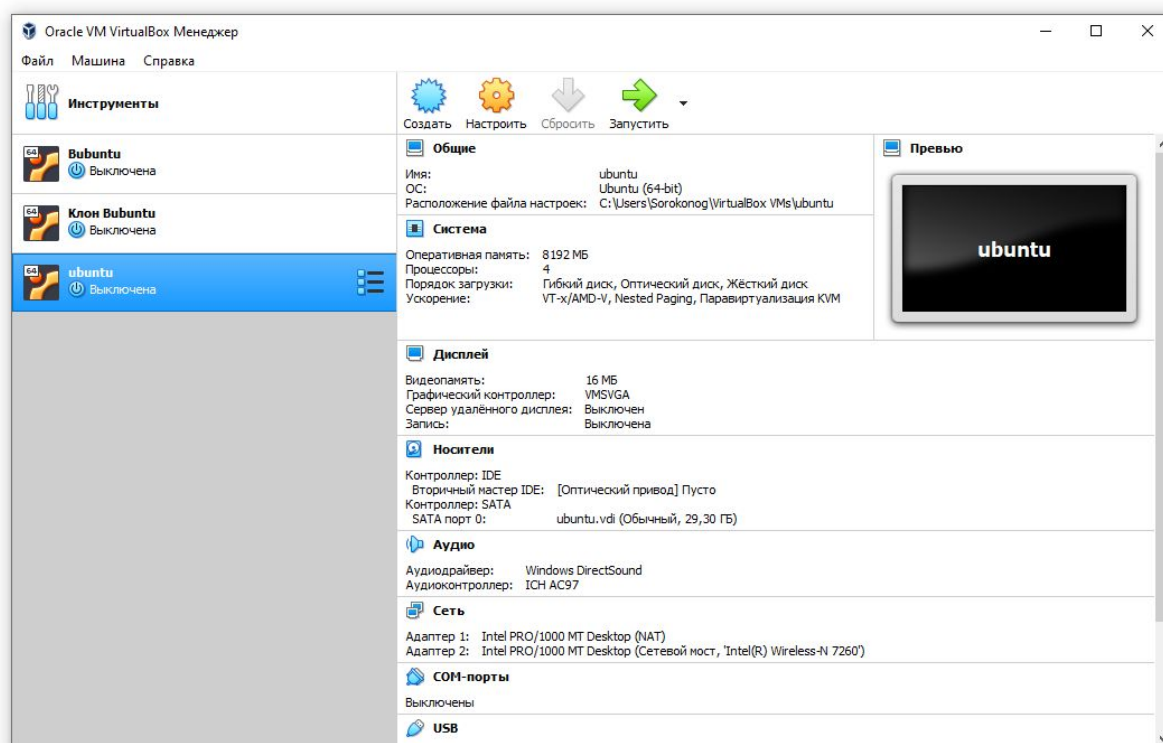 Oracle VM VirtualBox Менеджер
Файл Машина Справка
Инструменты
Создать Настроить Сбросить Запустить
64 Bubuntu
Выключена
64 Клон Bubuntu
Выключена
64 ubuntu
Выключена
Общие
Имя: ubuntu
ОС: Ubuntu (64-bit)
Расположение файла настроек: C:\Users\Sorokonog\VirtualBox VMs\ubuntu
Система
Оперативная память: 8192 МБ
Процессоры: 4
Порядок загрузки: Гибкий диск, Оптический диск, Жёсткий диск
Ускорение: VT-x/AMD-V, Nested Paging, Паравиртуализация KVM
Превью
ubuntu
Дисплей
Видеопамять: 16 МБ
Графический контроллер: VMSVGA
Сервер удалённого дисплея: Выключен
Запись: Выключена
Носители
Контроллер: IDE
Вторичный мастер IDE: [Оптический привод] Пусто
Контроллер: SATA
SATA порт 0: ubuntu.vdi (Обычный, 29,30 ГБ)
Аудио
Аудиодрайвер: Windows DirectSound
Аудиоконтроллер: ICH AC97
Сеть
Адаптер 1: Intel PRO/1000 MT Desktop (NAT)
Адаптер 2: Intel PRO/1000 MT Desktop (Сетевой мост, 'Intel(R) Wireless-N 7260')
COM-порты
Выключены
USB